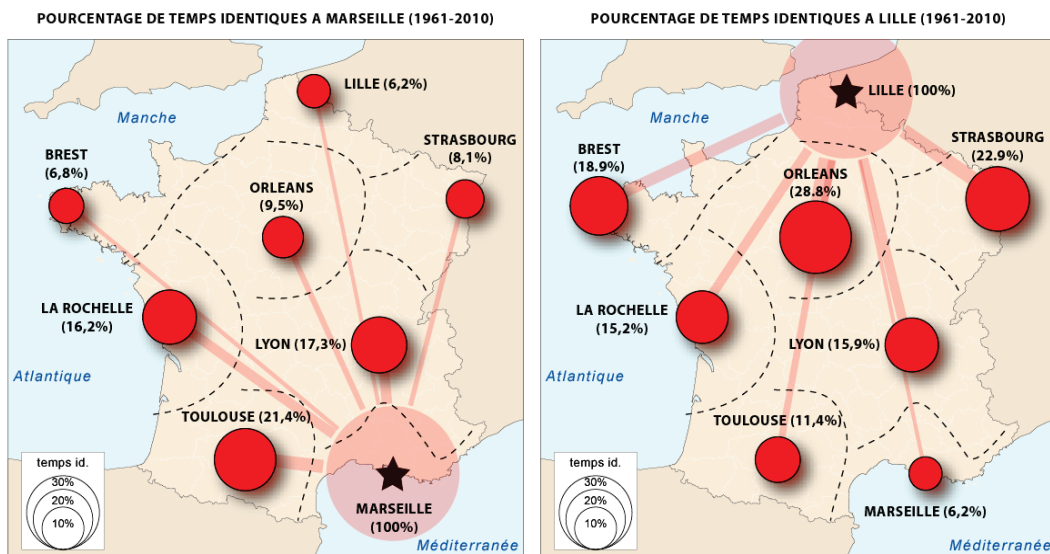 POURCENTAGE DE TEMPS IDENTIQUES A MARSEILLE (1961-2010)
LILLE (6,2%)
Manche
STRASBOURG
(8,1%)
BREST
(6,8%)
ORLEANS
(9,5%)
LA ROCHELLE
(16,2%)
LYON (17,3%)
Atlantique
TOULOUSE (21,4%)
temps id.
30%
20%
10%
MARSEILLE
(100%)
Méditerranée
POURCENTAGE DE TEMPS IDENTIQUES A LILLE (1961-2010)
LILLE (100%)
Manche
STRASBOURG
(22.9%)
BREST
(18.9%)
ORLEANS
(28.8%)
LA ROCHELLE
(15,2%)
LYON (15,9%)
Atlantique
TOULOUSE (11,4%)
temps id.
30%
20%
10%
MARSEILLE (6,2%)
Méditerranée